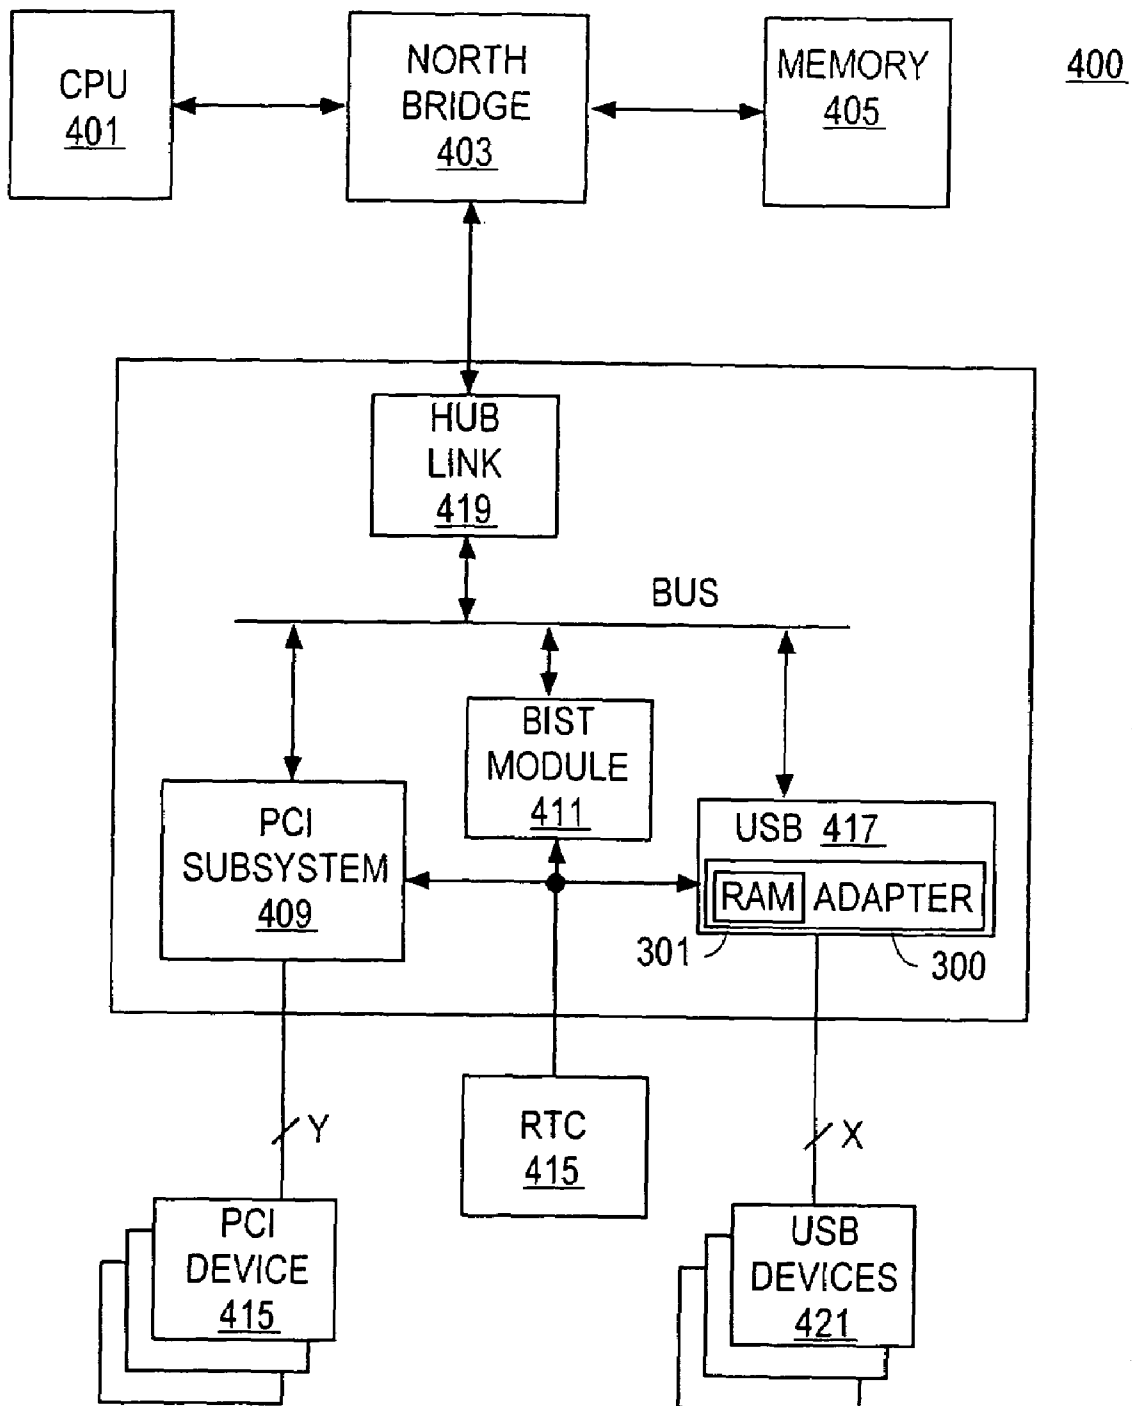 CPU
401
NORTH
BRIDGE
403
MEMORY
405
400
HUB
LINK
419
BUS
BIST
MODULE
411
PCI
SUBSYSTEM
409
USB 417
RAM ADAPTER
301
300
Y
RTC
415
X
PCI
DEVICE
415
USB
DEVICES
421